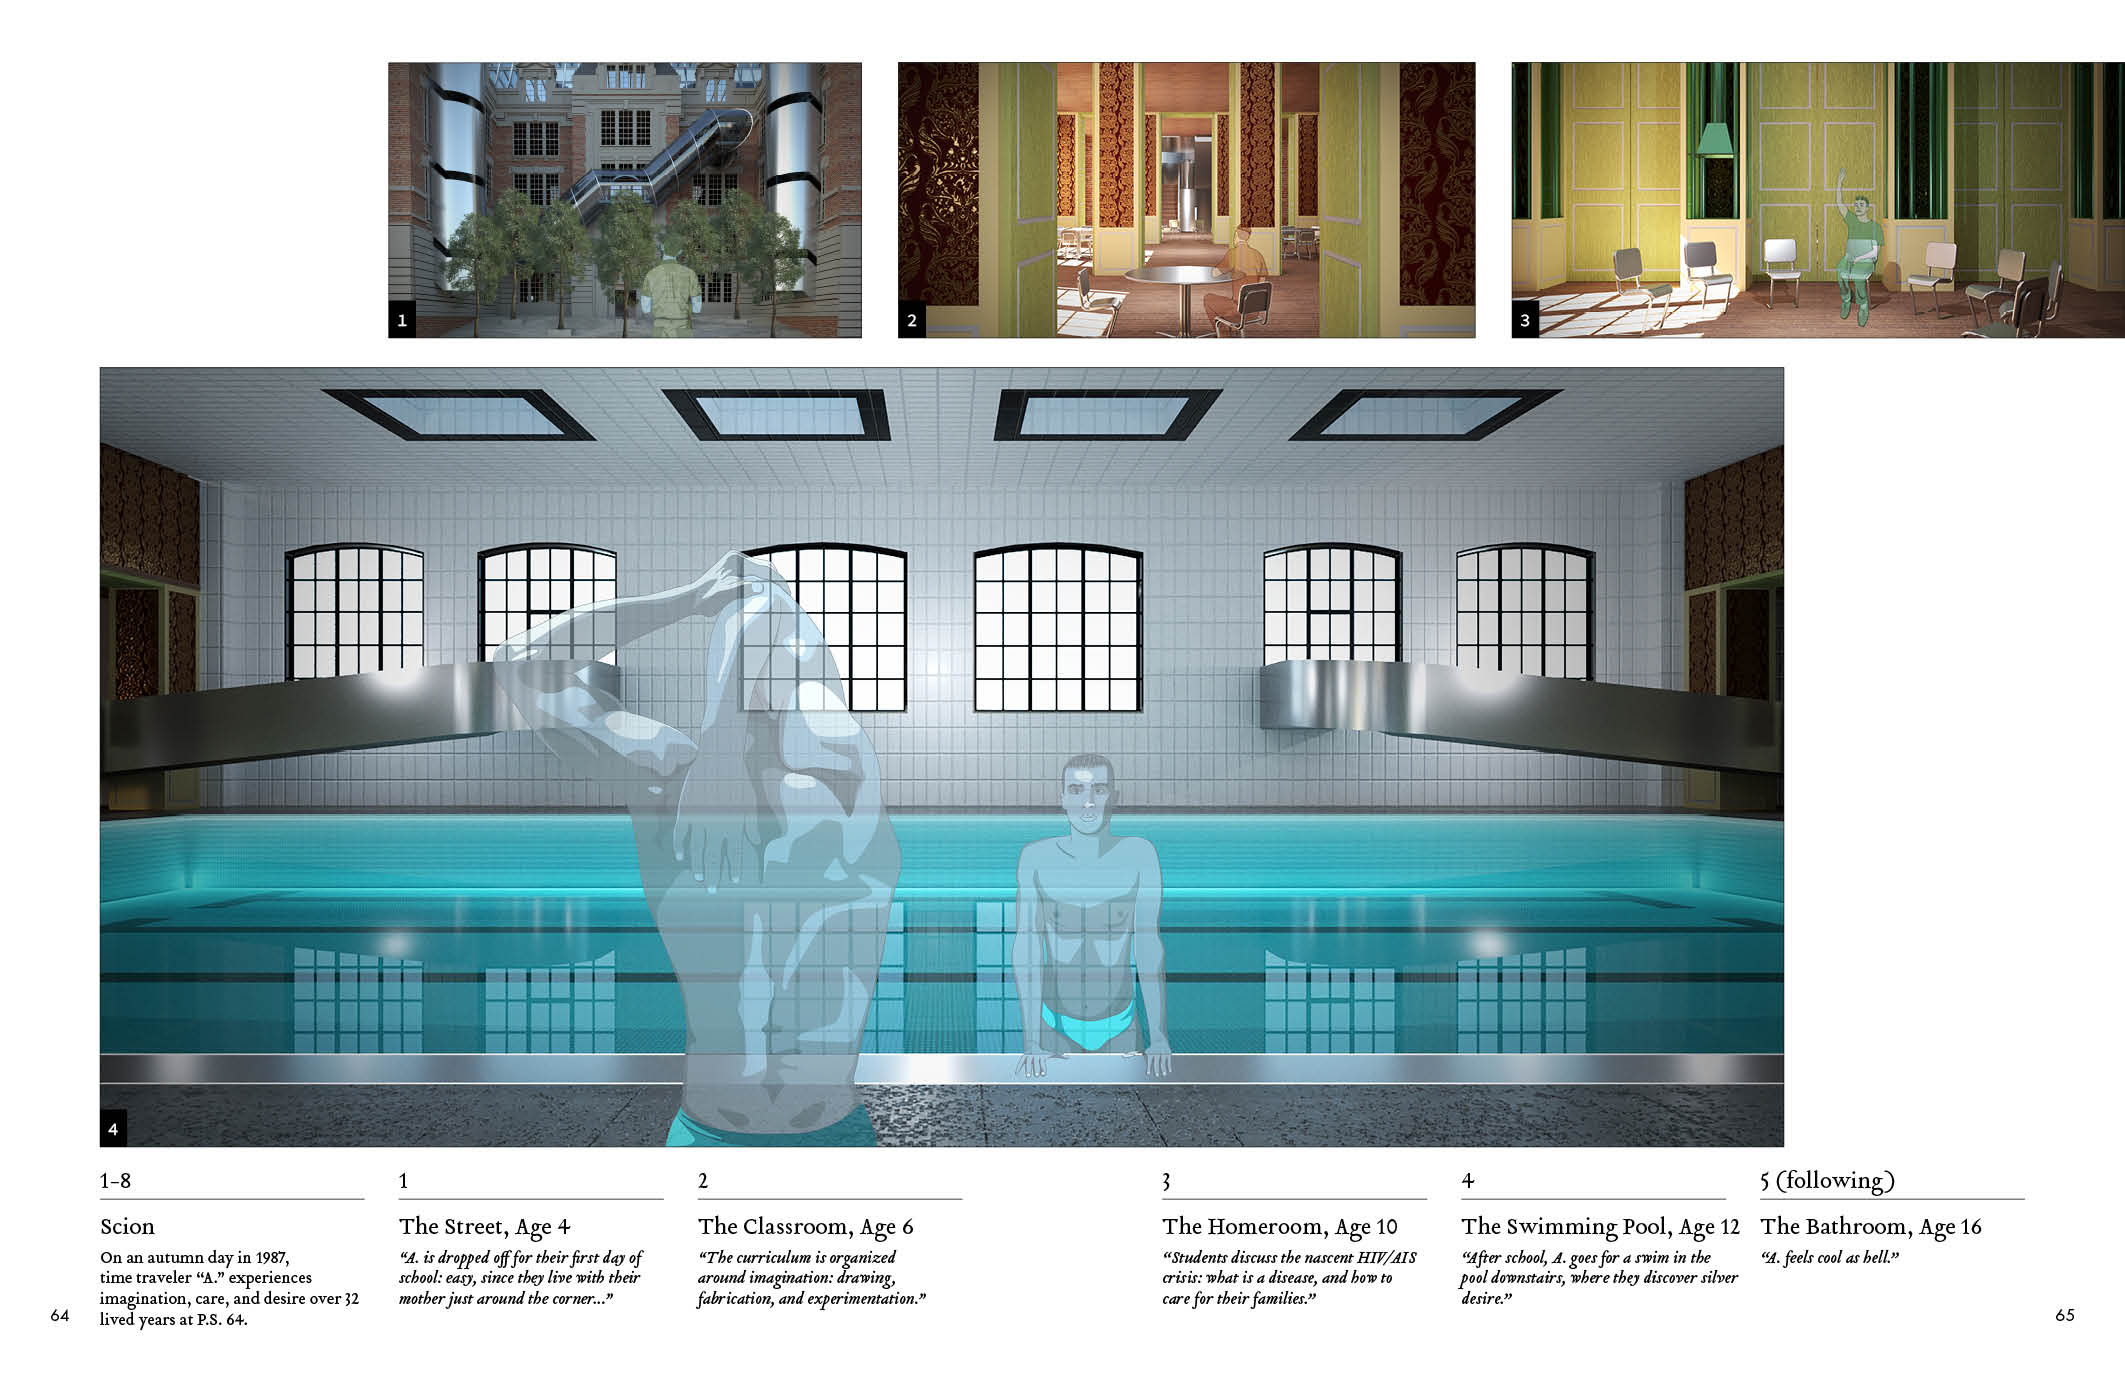 1
2
3
4
1–8
Scion
On an autumn day in 1987,
time traveler “A.” experiences
imagination, care, and desire over 32
lived years at P.S. 64.
1
The Street, Age 4
“A. is dropped off for their first day of
school: easy, since they live with their
mother just around the corner...”
2
The Classroom, Age 6
“The curriculum is organized
around imagination: drawing,
fabrication, and experimentation.”
3
The Homeroom, Age 10
“Students discuss the nascent HIV/AIS
crisis: what is a disease, and how to
care for their families.”
4
The Swimming Pool, Age 12
“After school, A. goes for a swim in the
pool downstairs, where they discover silver
desire.”
5 (following)
The Bathroom, Age 16
“A. feels cool as hell.”
64
65